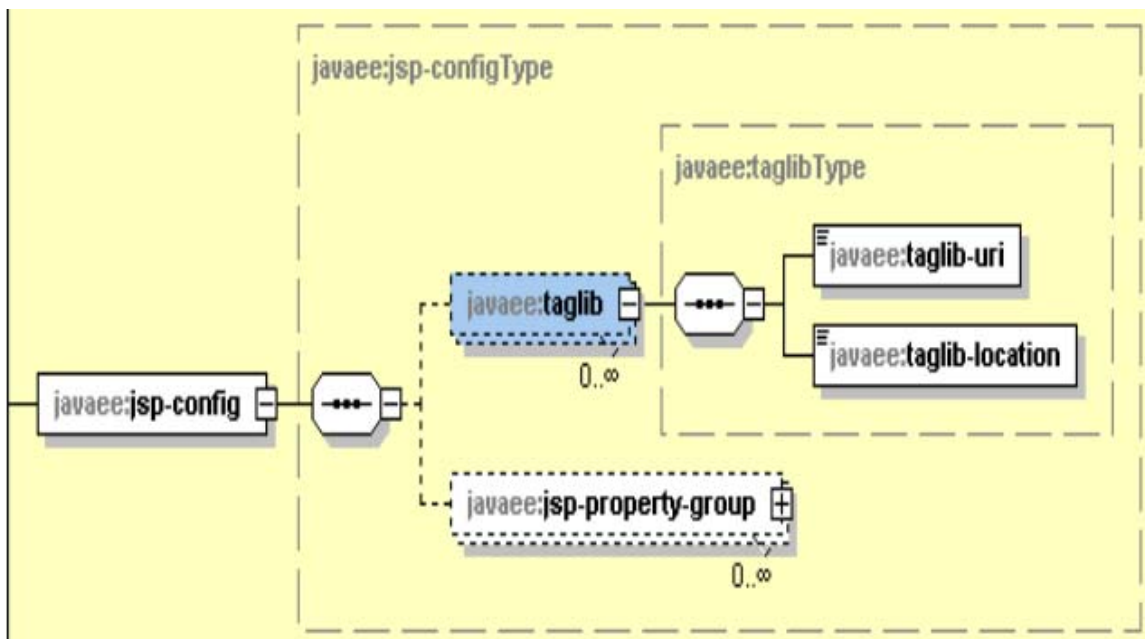 javaee:jsp-configType
javaee:taglibType
javaee:taglib-uri
javaee:taglib
javaee:taglib-location
0..∞
javaee:jsp-config
javaee:jsp-property-group
0..∞